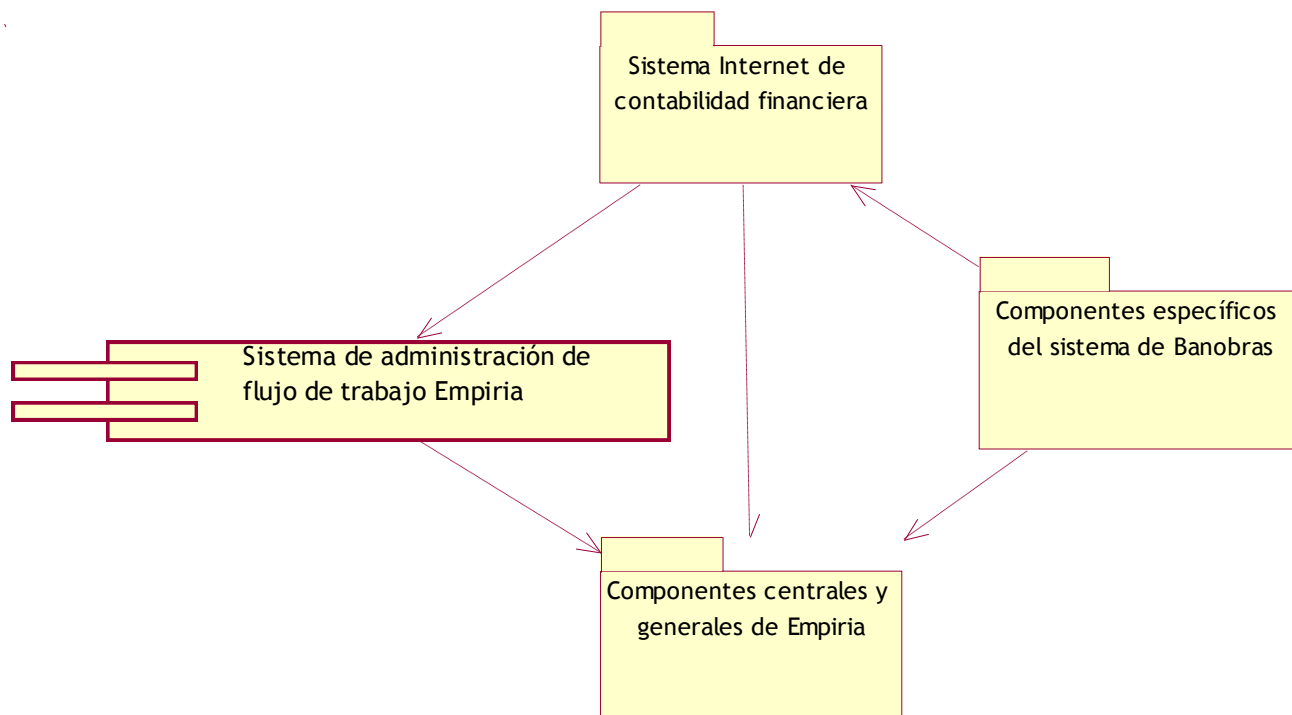 Sistema Internet de
contabilidad financiera
Componentes específicos
del sistema de Banobras
Sistema de administración de
flujo de trabajo Empiria
Componentes centrales y
generales de Empiria